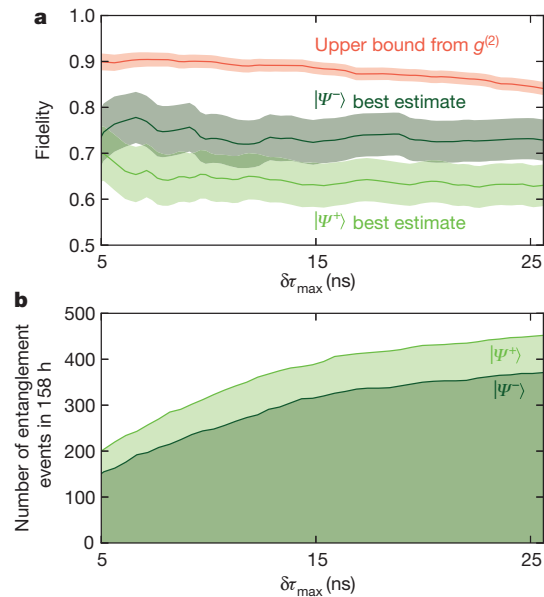 a
1.0
0.9
0.8
0.7
0.6
0.5
Fidelity
Upper bound from g⁽²⁾
|Ψ⁻⟩ best estimate
|Ψ⁺⟩ best estimate
5
15
25
δτmax (ns)
b
500
400
300
200
100
0
Number of entanglement
events in 158 h
|Ψ⁺⟩
|Ψ⁻⟩
5
15
25
δτmax (ns)